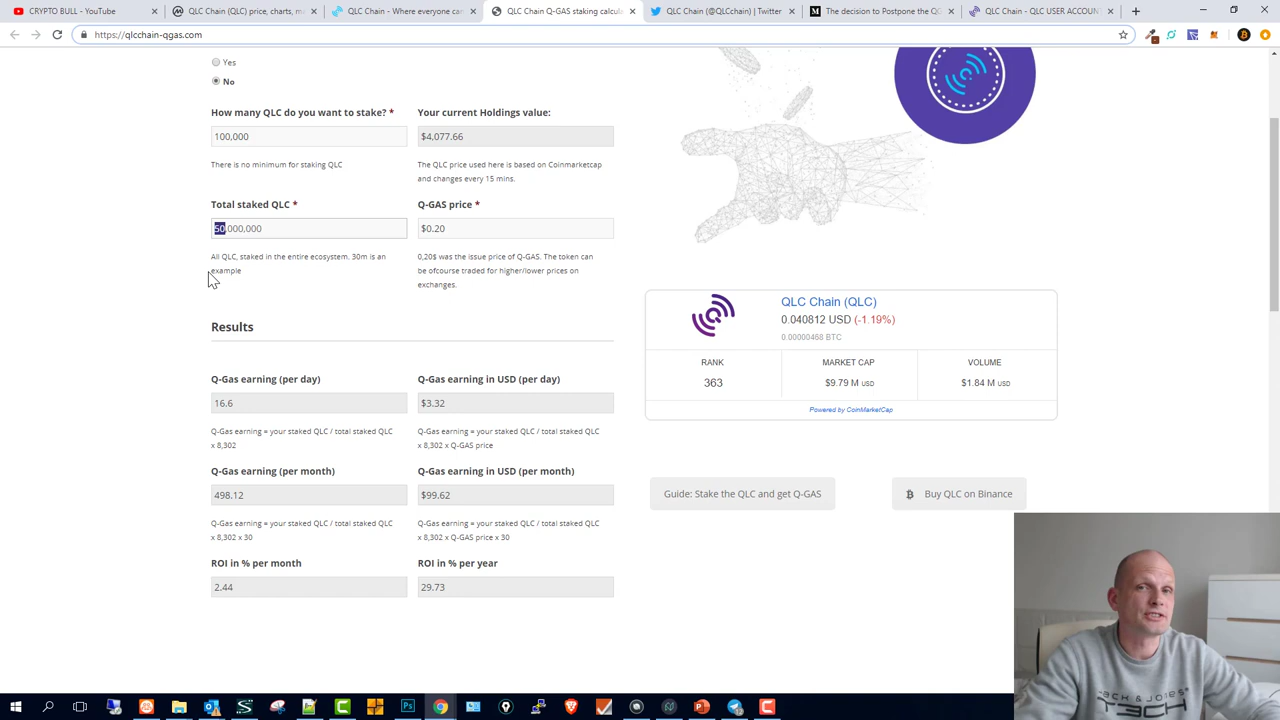 CRYPTO BULL - YouTube
QLC (QLC) price, charts, m
QLC Chain - Where everyone ca
QLC Chain Q-GAS staking calcul
QLC Chain (@QLCchain) | Twitter
The decision to Postpone the QL
QLC Chain - QLC USER ACCOUN
https://qlcchain-qgas.com
Yes
No
How many QLC do you want to stake? *
Your current Holdings value:
100,000
$4,077.66
There is no minimum for staking QLC
The QLC price used here is based on Coinmarketcap
and changes every 15 mins.
Total staked QLC *
Q-GAS price *
50,000,000
$0.20
All QLC, staked in the entire ecosystem. 30m is an
example
0,20$ was the issue price of Q-GAS. The token can
be ofcourse traded for higher/lower prices on
exchanges.
QLC Chain (QLC)
0.040812 USD (-1.19%)
0.00000468 BTC
RANK
MARKET CAP
VOLUME
363
$9.79 M USD
$1.84 M USD
Powered by CoinMarketCap
Results
Q-Gas earning (per day)
Q-Gas earning in USD (per day)
16.6
$3.32
Q-Gas earning = your staked QLC / total staked QLC
x 8,302
Q-Gas earning = your staked QLC / total staked QLC
x 8,302 x Q-GAS price
Q-Gas earning (per month)
Q-Gas earning in USD (per month)
498.12
$99.62
Q-Gas earning = your staked QLC / total staked QLC
x 8,302 x 30
Q-Gas earning = your staked QLC / total staked QLC
x 8,302 x Q-GAS price x 30
ROI in % per month
ROI in % per year
2.44
29.73
Guide: Stake the QLC and get Q-GAS
Buy QLC on Binance